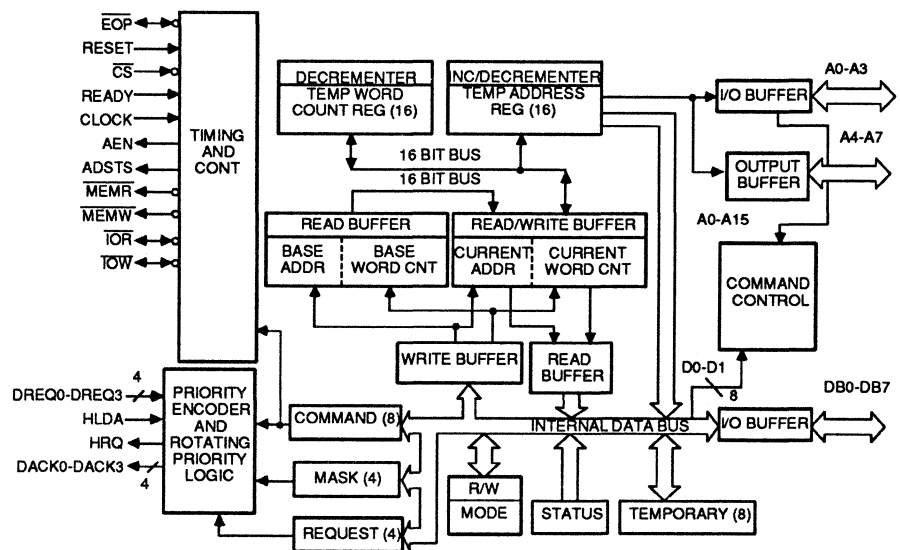 EOP
RESET
CS
READY
CLOCK
AEN
ADSTS
MEMR
MEMW
IOR
IOW
TIMING
AND
CONT
DECREMENTER
TEMP WORD
COUNT REG (16)
INC/DECREMENTER
TEMP ADDRESS
REG (16)
I/O BUFFER
A0-A3
A4-A7
OUTPUT
BUFFER
16 BIT BUS
16 BIT BUS
A0-A15
READ BUFFER
BASE
ADDR
BASE
WORD CNT
READ/WRITE BUFFER
CURRENT
ADDR
CURRENT
WORD CNT
COMMAND
CONTROL
WRITE BUFFER
READ
BUFFER
D0-D1
8
DB0-DB7
DREQ0-DREQ3
4
HLDA
HRQ
DACK0-DACK3
4
PRIORITY
ENCODER
AND
ROTATING
PRIORITY
LOGIC
COMMAND (8)
INTERNAL DATA BUS
I/O BUFFER
MASK (4)
REQUEST (4)
R/W
MODE
STATUS
TEMPORARY (8)